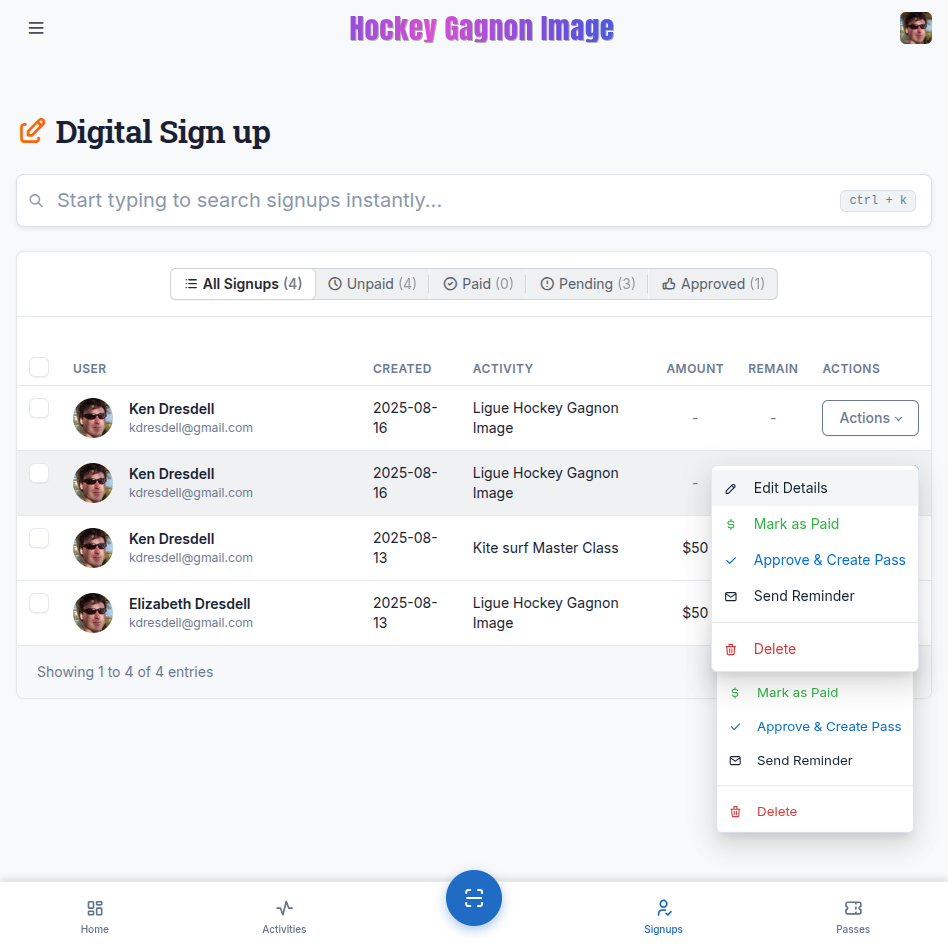 Hockey Gagnon Image
Digital Sign up
Start typing to search signups instantly...
ctrl + k
All Signups (4)
Unpaid (4)
Paid (0)
Pending (3)
Approved (1)
USER CREATED ACTIVITY AMOUNT REMAIN ACTIONS
Ken Dresdell
kdresdell@gmail.com
2025-08-
16
Ligue Hockey Gagnon
Image
-
-
Actions
Ken Dresdell
kdresdell@gmail.com
2025-08-
16
Ligue Hockey Gagnon
Image
-
Ken Dresdell
kdresdell@gmail.com
2025-08-
13
Kite surf Master Class
$50
Elizabeth Dresdell
kdresdell@gmail.com
2025-08-
13
Ligue Hockey Gagnon
Image
$50
Edit Details
Mark as Paid
Approve & Create Pass
Send Reminder
Delete
Showing 1 to 4 of 4 entries
Mark as Paid
Approve & Create Pass
Send Reminder
Delete
Home
Activities
Signups
Passes